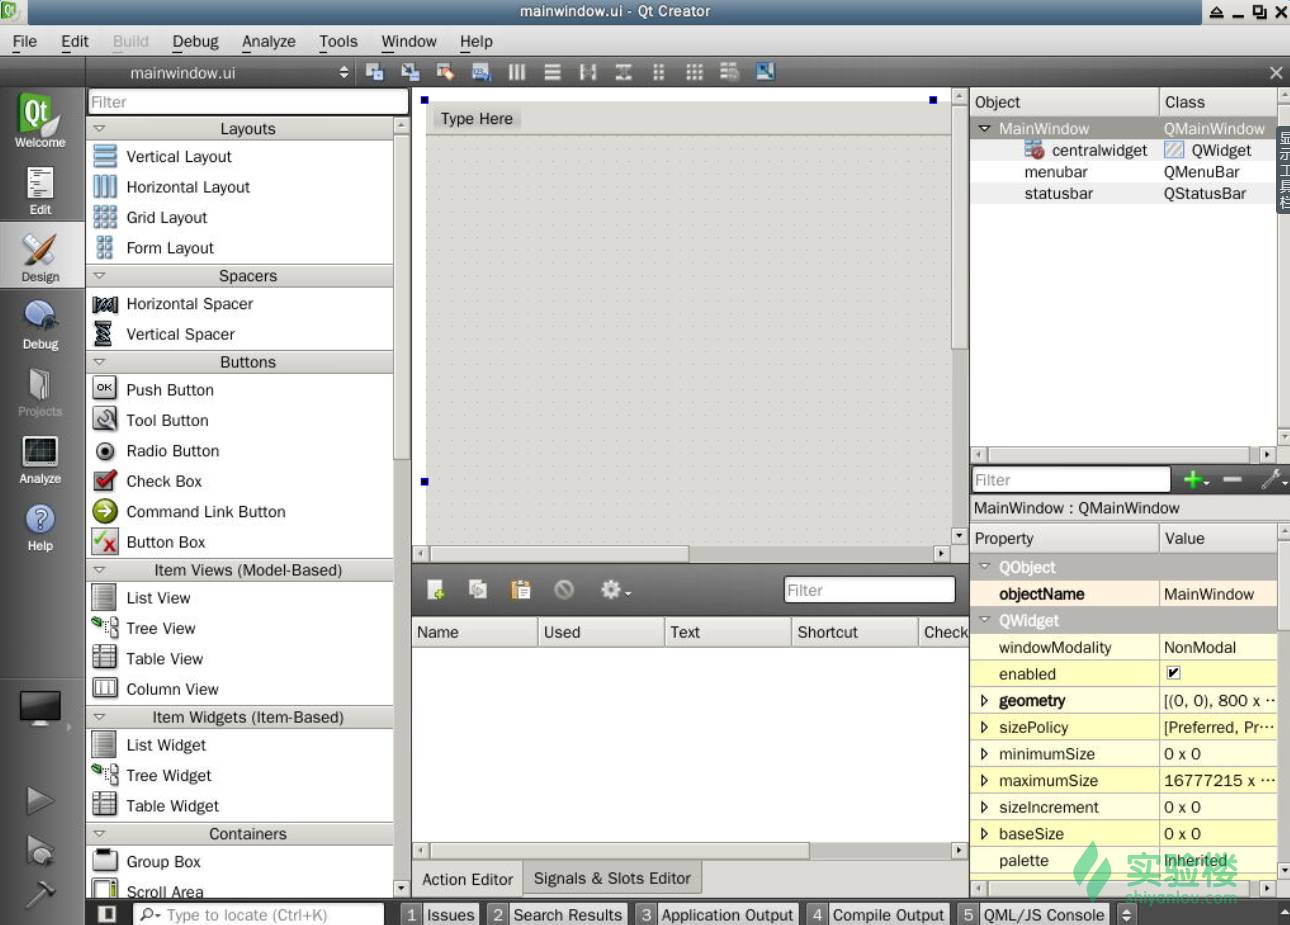 mainwindow.ui - Qt Creator
File Edit Build Debug Analyze Tools Window Help
mainwindow.ui
Welcome
Edit
Design
Debug
Projects
Analyze
Help
Filter
Layouts
Vertical Layout
Horizontal Layout
Grid Layout
Form Layout
Spacers
Horizontal Spacer
Vertical Spacer
Buttons
OK Push Button
Tool Button
Radio Button
Check Box
Command Link Button
Button Box
Item Views (Model-Based)
List View
Tree View
Table View
Column View
Item Widgets (Item-Based)
List Widget
Tree Widget
Table Widget
Containers
Group Box
Scroll Area
Type Here
Filter
Name Used Text Shortcut Check
Action Editor Signals & Slots Editor
Object Class
MainWindow QMainWindow
centralwidget QWidget
menubar QMenuBar
statusbar QStatusBar
显示工具栏
Filter
MainWindow : QMainWindow
Property Value
QObject
objectName MainWindow
QWidget
windowModality NonModal
enabled
geometry [(0, 0), 800 x ...
sizePolicy [Preferred, Pr...
minimumSize 0 x 0
maximumSize 16777215 x ...
sizeIncrement 0 x 0
baseSize 0 x 0
palette Inherited
实验楼
shiyanlou.com
Type to locate (Ctrl+K) 1 Issues 2 Search Results 3 Application Output 4 Compile Output 5 QML/JS Console